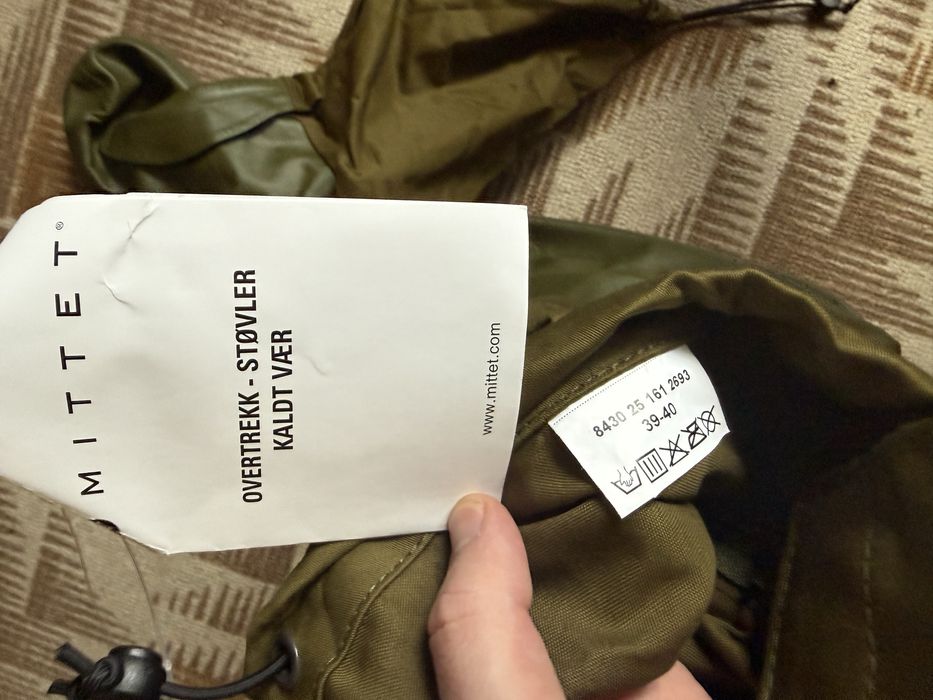 MITTET®
OVERTREKK - STØVLER
KALDT VÆR
www.mittet.com
8430 25 161 2693
39-40